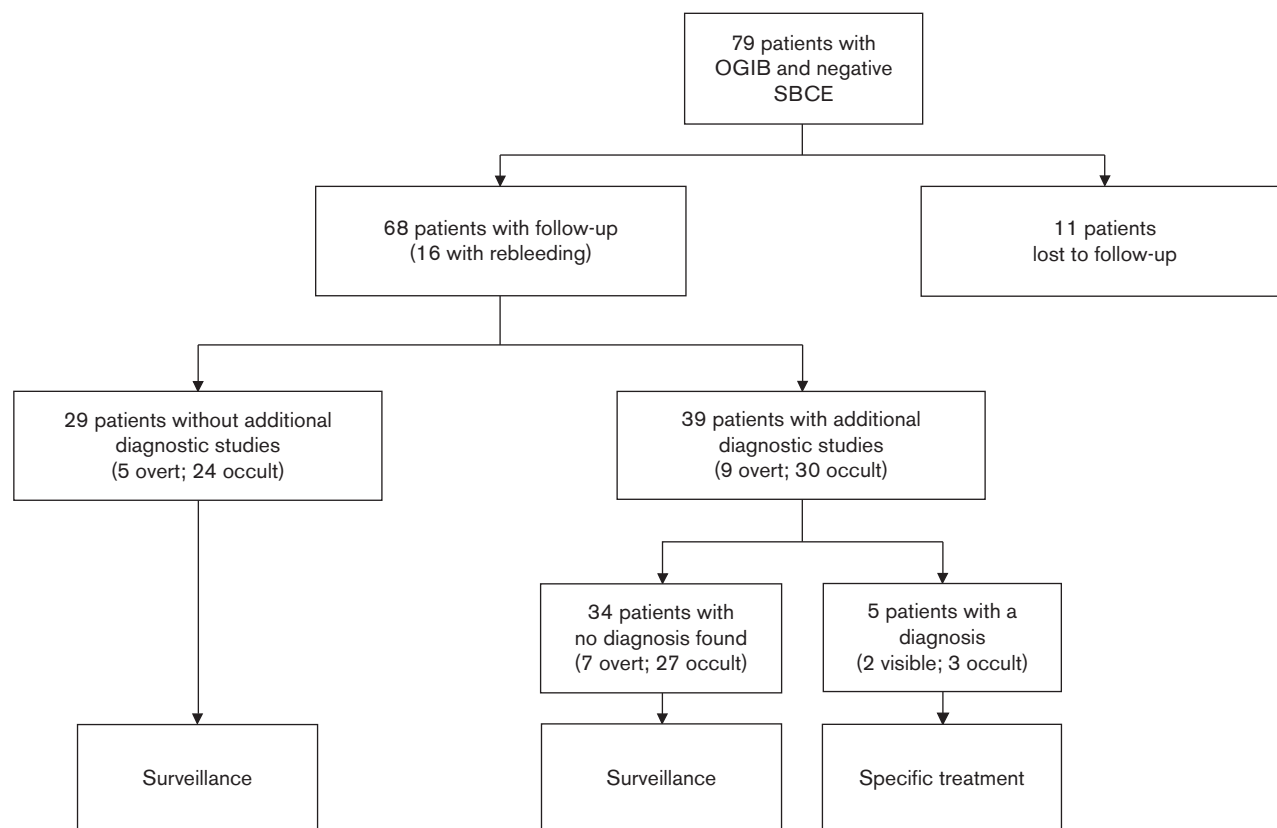 79 patients with
OGIB and negative
SBCE
68 patients with follow-up
(16 with rebleeding)
11 patients
lost to follow-up
29 patients without additional
diagnostic studies
(5 overt; 24 occult)
39 patients with additional
diagnostic studies
(9 overt; 30 occult)
34 patients with
no diagnosis found
(7 overt; 27 occult)
5 patients with a
diagnosis
(2 visible; 3 occult)
Surveillance
Surveillance
Specific treatment